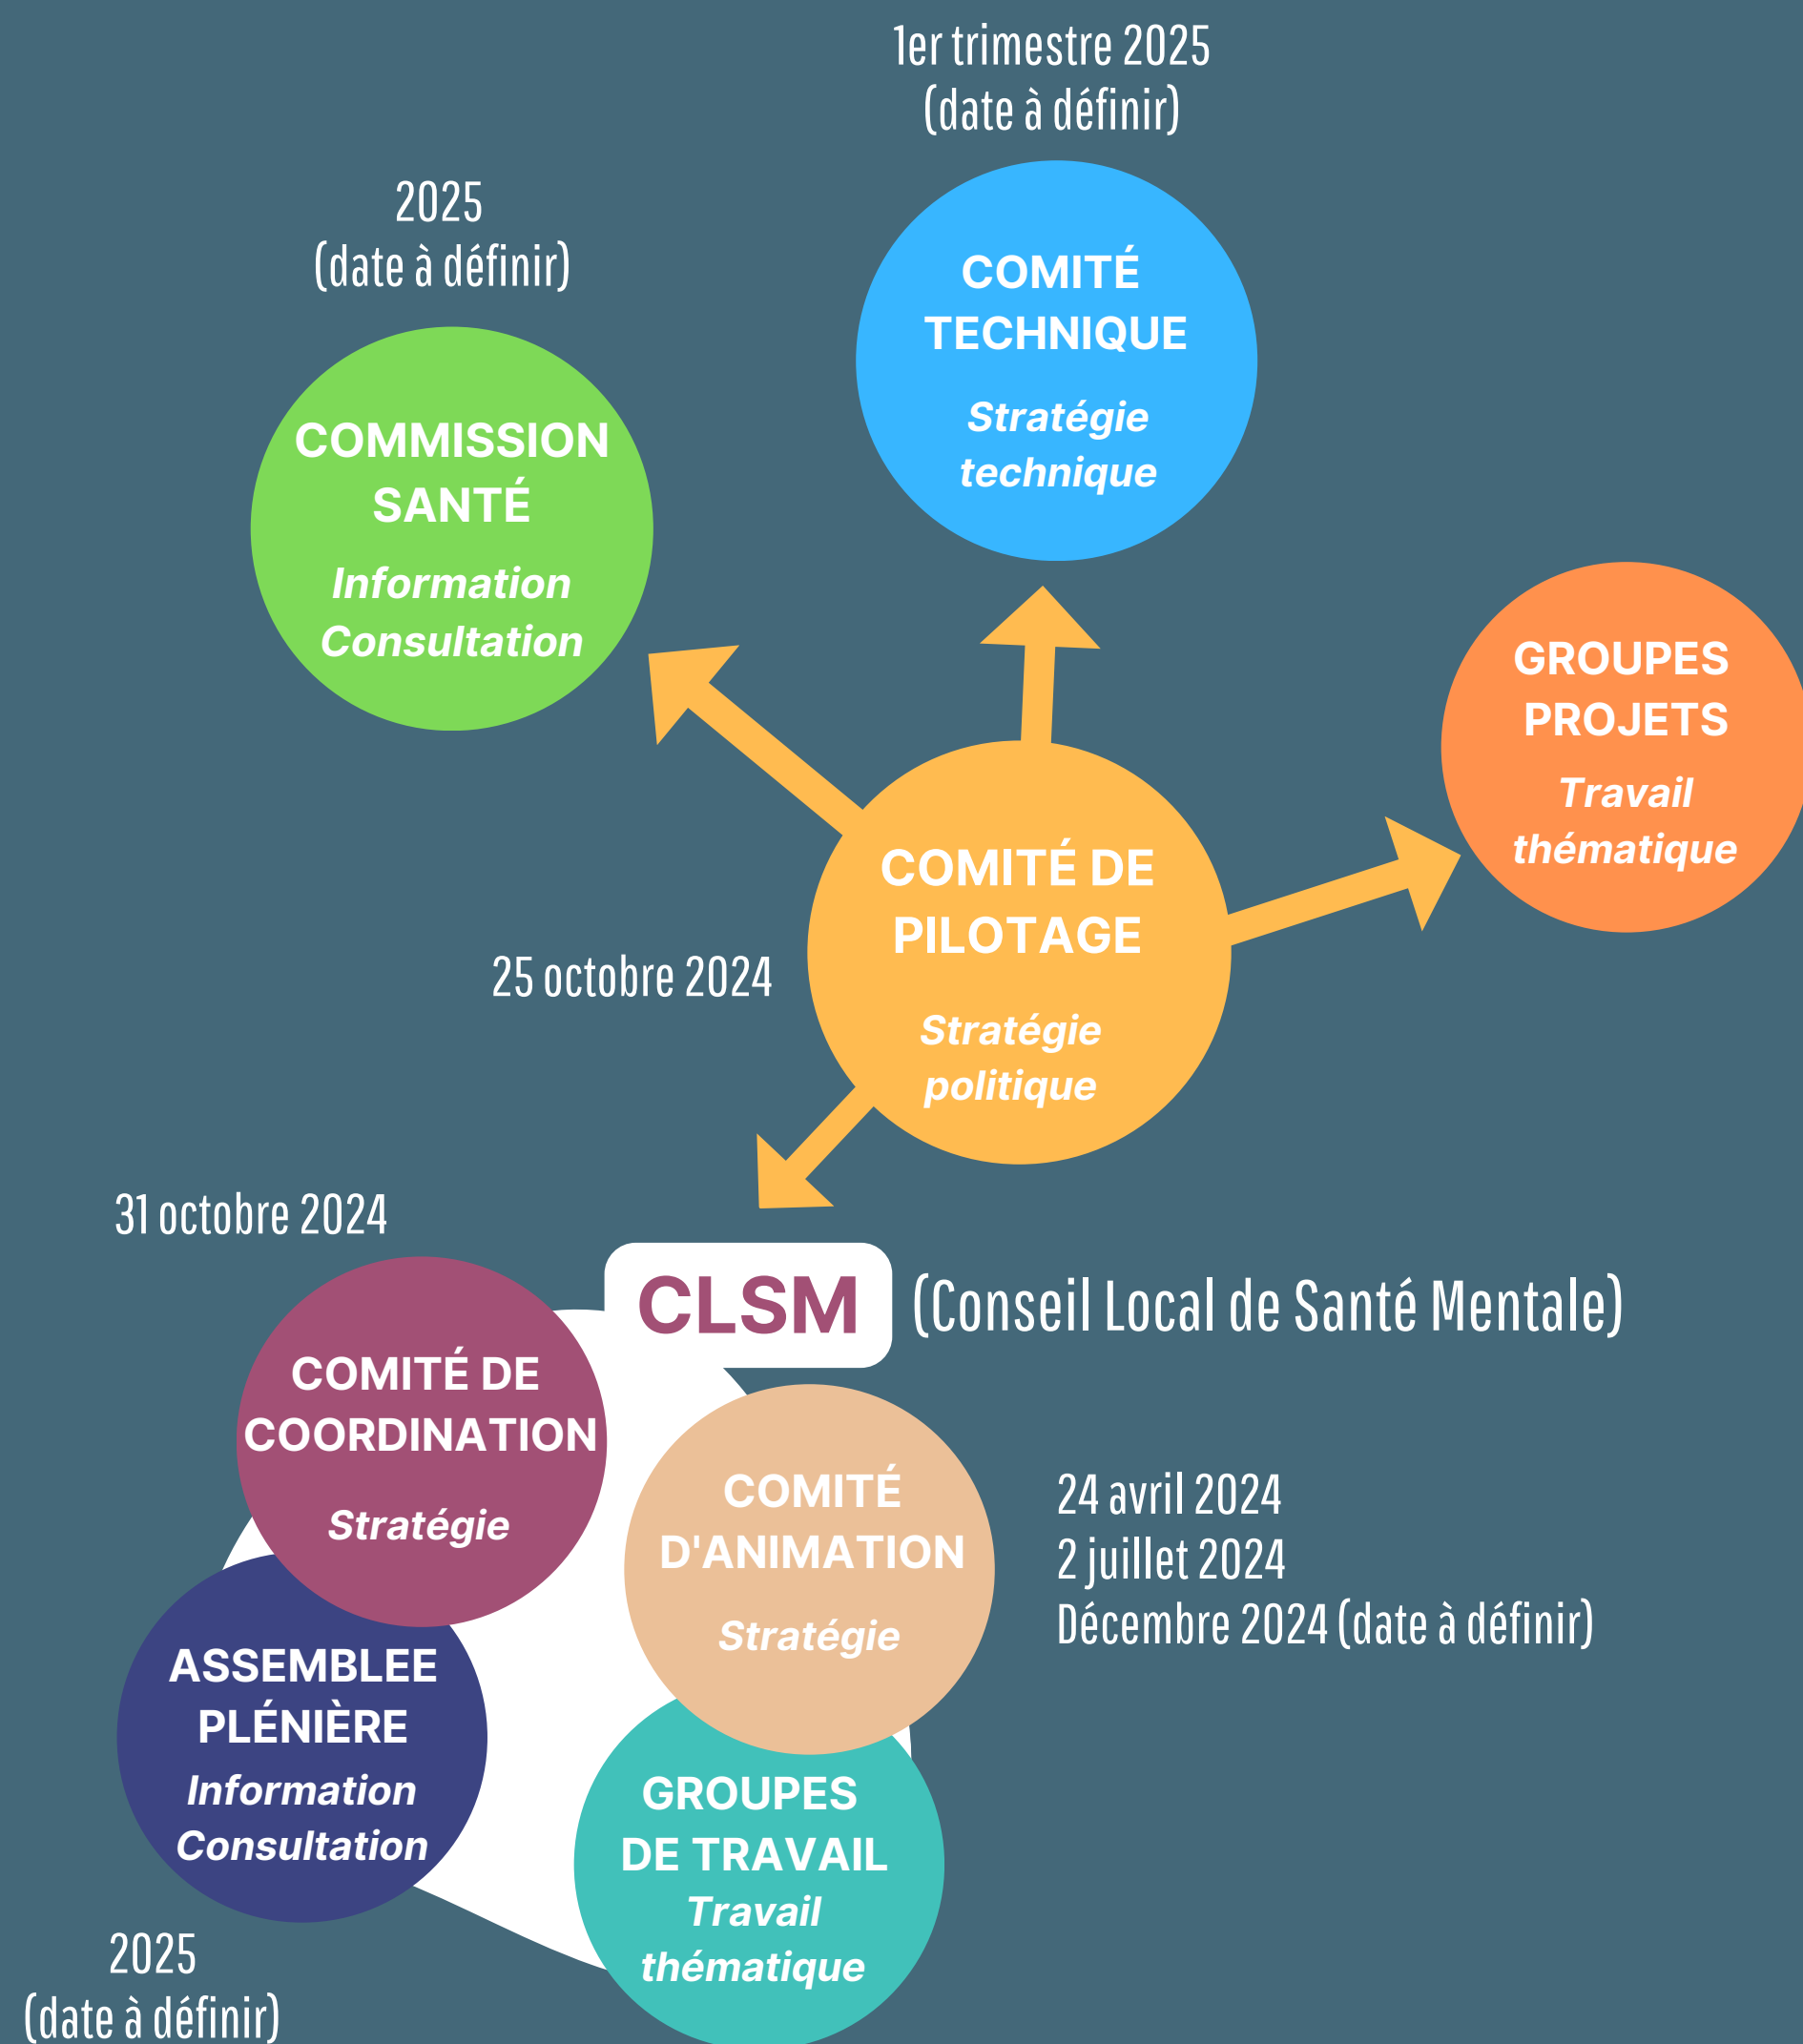 1er trimestre 2025
(date à définir)
2025
(date à définir)
COMITÉ
TECHNIQUE
Stratégie
technique
COMMISSION
SANTÉ
Information
Consultation
GROUPES
PROJETS
Travail
thématique
COMITÉ DE
PILOTAGE
Stratégie
politique
25 octobre 2024
31 octobre 2024
CLSM (Conseil Local de Santé Mentale)
COMITÉ DE
COORDINATION
Stratégie
COMITÉ
D'ANIMATION
Stratégie
24 avril 2024
2 juillet 2024
Décembre 2024 (date à définir)
ASSEMBLEE
PLÉNIÈRE
Information
Consultation
GROUPES
DE TRAVAIL
Travail
thématique
2025
(date à définir)